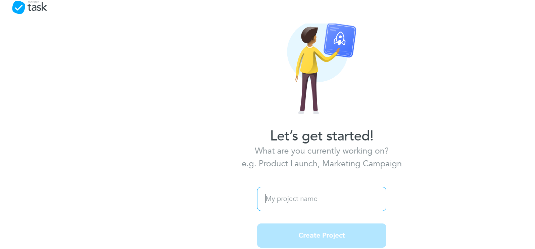 task
Let's get started!
What are you currently working on?
e.g. Product Launch, Marketing Campaign
My project name
Create Project